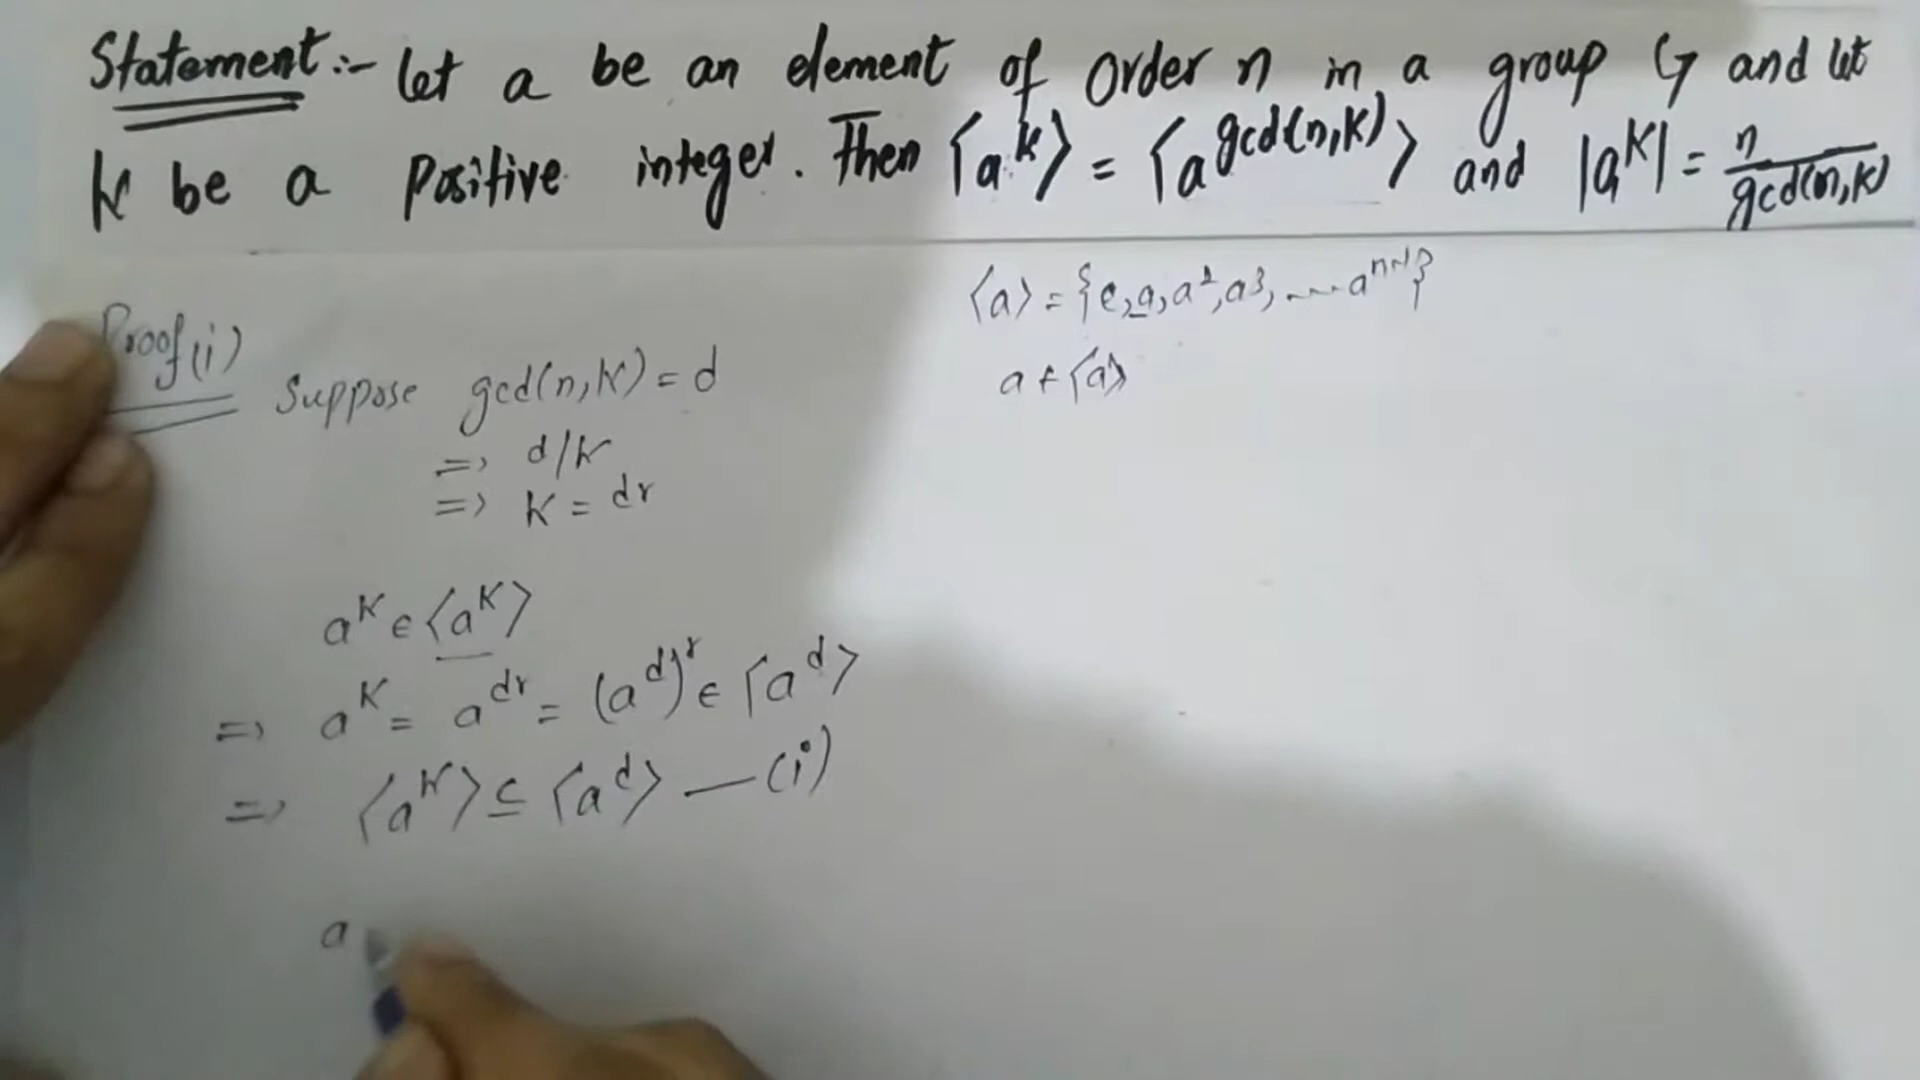 Statement :- let a be an element of order n in a group G and let
K be a Positive integer. Then ⟨a^k⟩ = ⟨a^gcd(n,K)⟩ and |a^K| = n/gcd(n,K)
⟨a⟩ = {e, a, a², a³, .... a^n-1}
Proof (i)
a ∈ ⟨a⟩
Suppose gcd(n,K) = d
=> d/K
=> K = dr
a^K ∈ ⟨a^K⟩
=> a^K = a^dr = (a^d)^r ∈ ⟨a^d⟩
=> ⟨a^K⟩ ⊆ ⟨a^d⟩ — (i)
a